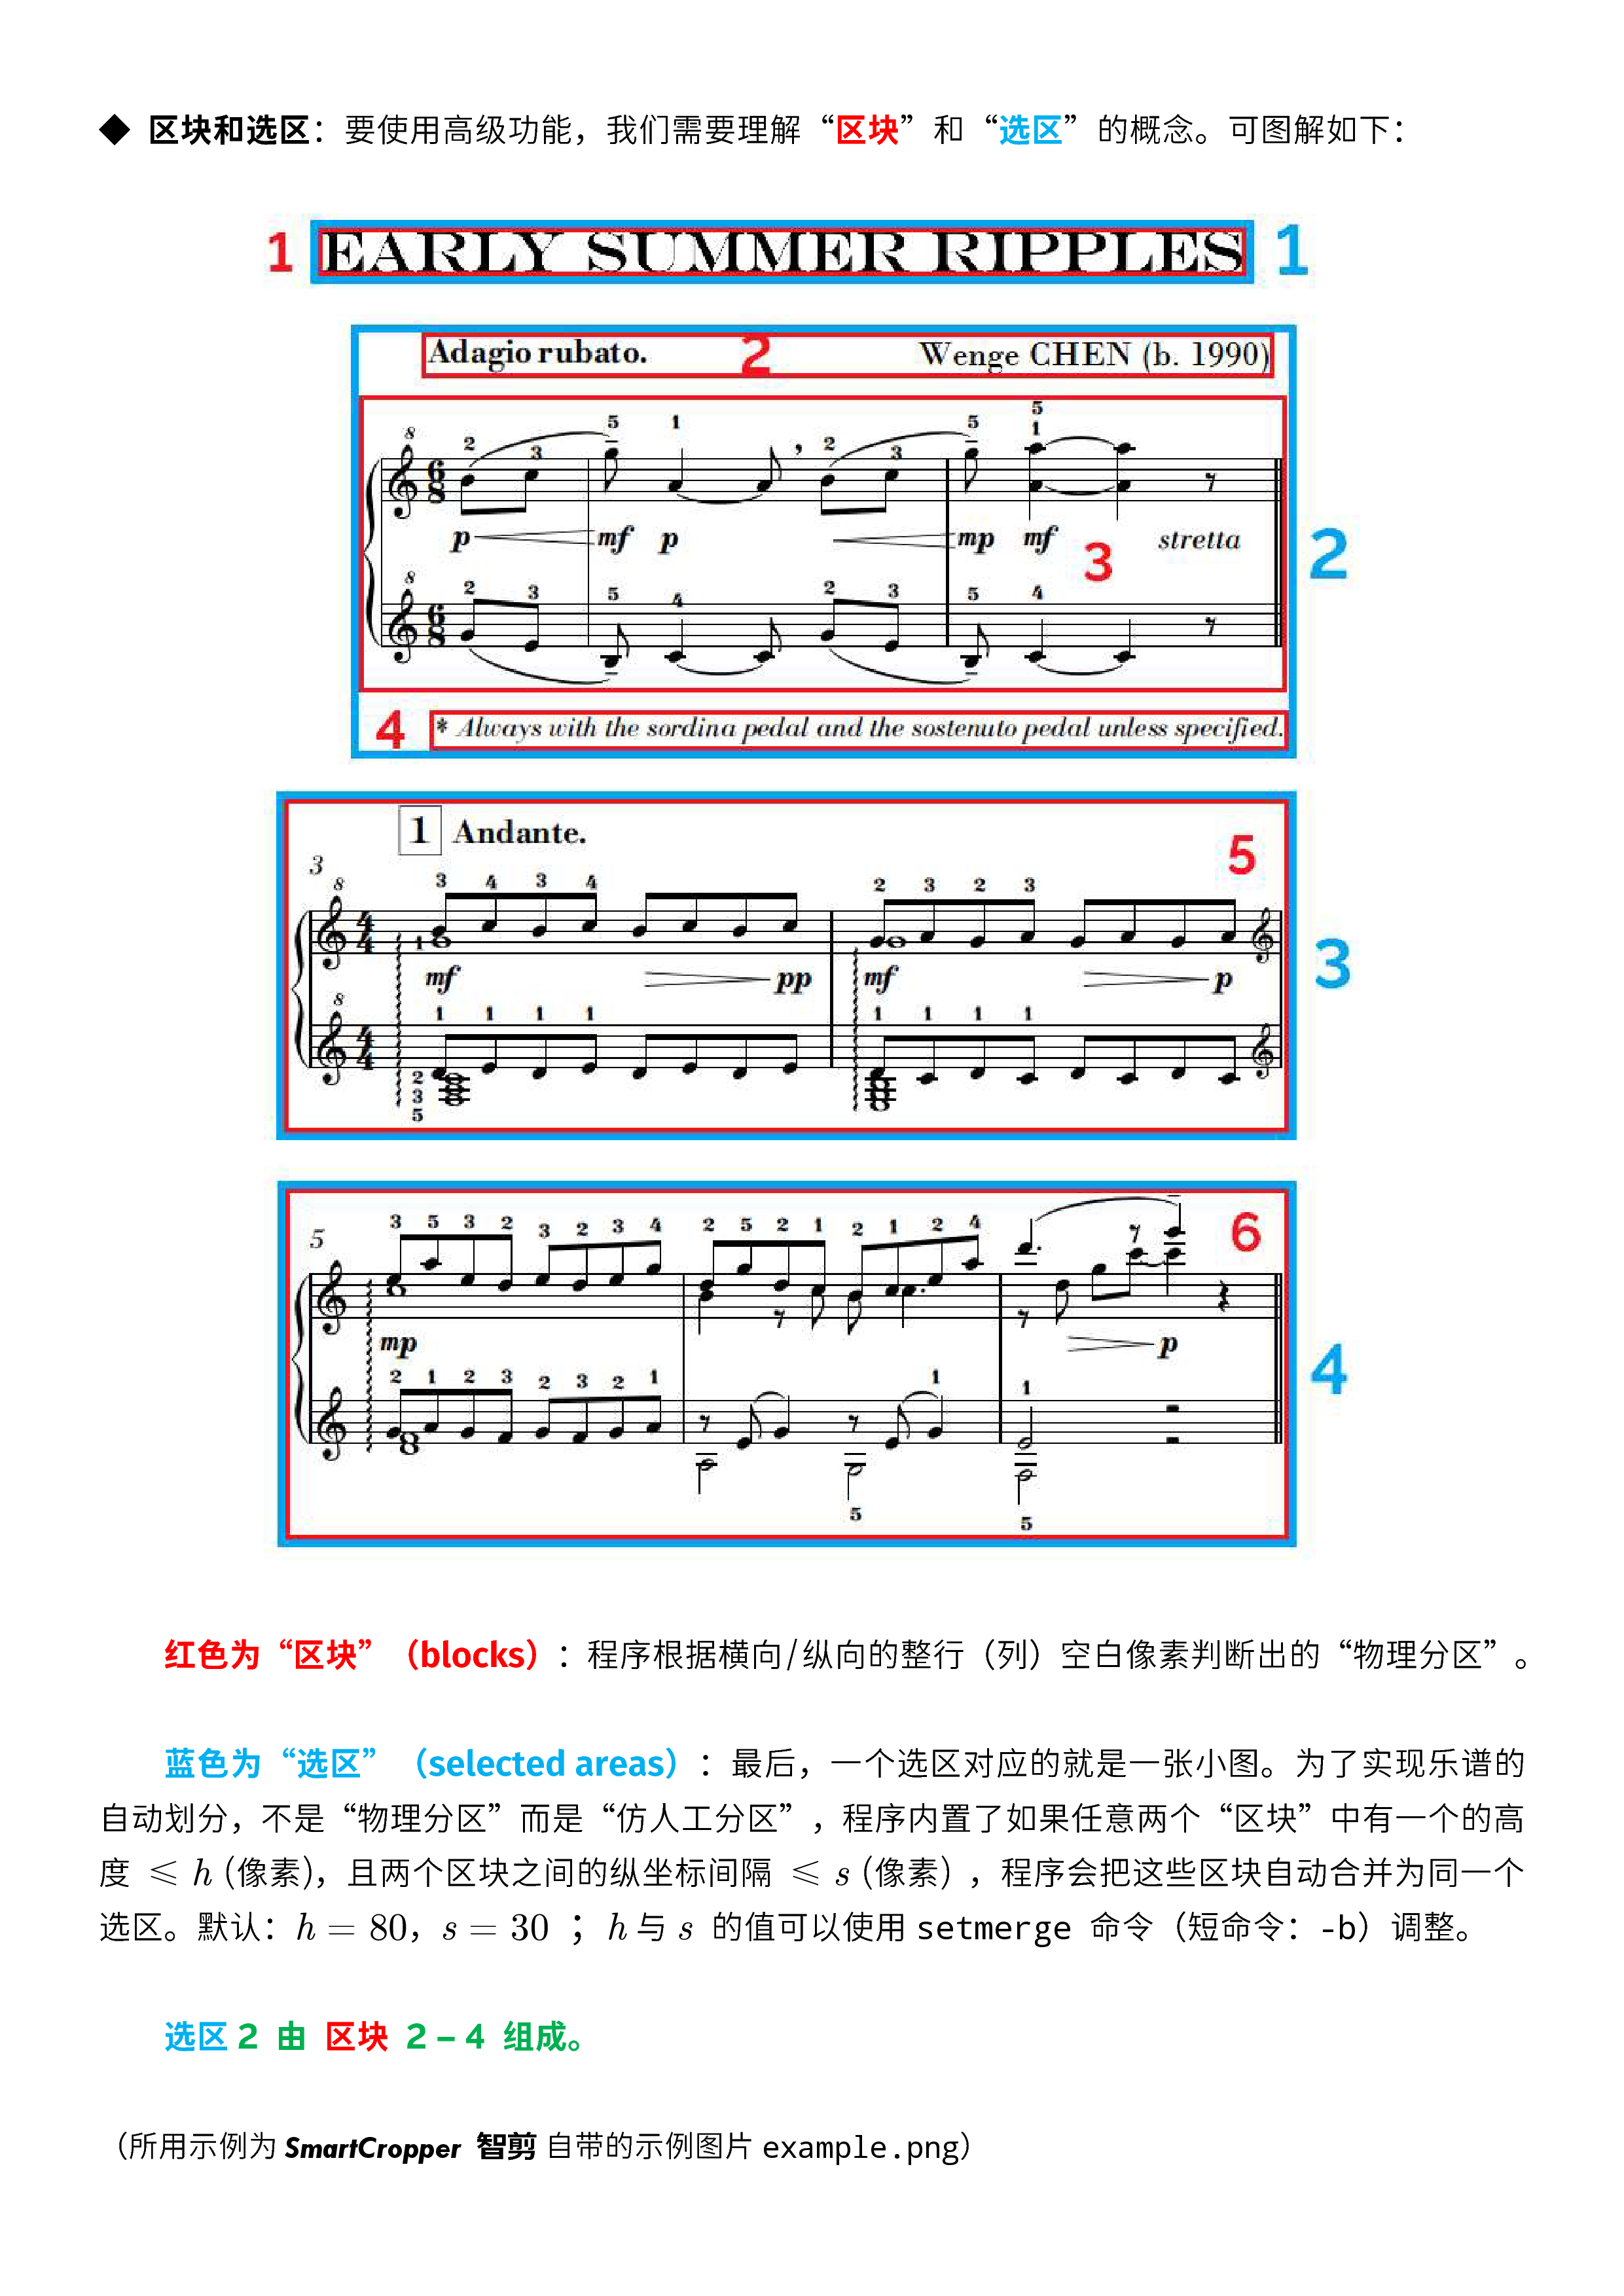 ◆ 区块和选区：要使用高级功能，我们需要理解“区块”和“选区”的概念。可图解如下：
1 EARLY SUMMER RIPPLES 1
Adagio rubato. 2 Wenge CHEN (b. 1990)
8 2 3 5 1 , 2 3 5 5 1
6 8
p mf p mp mf 3 stretta 2
8 2 3 5 4 2 3 5 4
6 8
4 * Always with the sordina pedal and the sostenuto pedal unless specified.
1 Andante. 5
3
8 3 4 3 4 2 3 2 3
4 4 1
mf pp mf p 3
8 1 1 1 1 1 1 1 1
4 4
2
3
5
5 3 5 3 2 3 2 3 4 2 5 2 1 2 1 2 4 6
mp p 4
2 1 2 3 2 3 2 1 1 1
5 5
红色为“区块”（blocks）：程序根据横向/纵向的整行（列）空白像素判断出的“物理分区”。
蓝色为“选区”（selected areas）：最后，一个选区对应的就是一张小图。为了实现乐谱的
自动划分，不是“物理分区”而是“仿人工分区”，程序内置了如果任意两个“区块”中有一个的高
度 ≤ h (像素)，且两个区块之间的纵坐标间隔 ≤ s (像素)，程序会把这些区块自动合并为同一个
选区。默认：h = 80，s = 30 ；h 与 s 的值可以使用 setmerge 命令（短命令：-b）调整。
选区 2 由 区块 2 – 4 组成。
（所用示例为 SmartCropper 智剪 自带的示例图片 example.png）